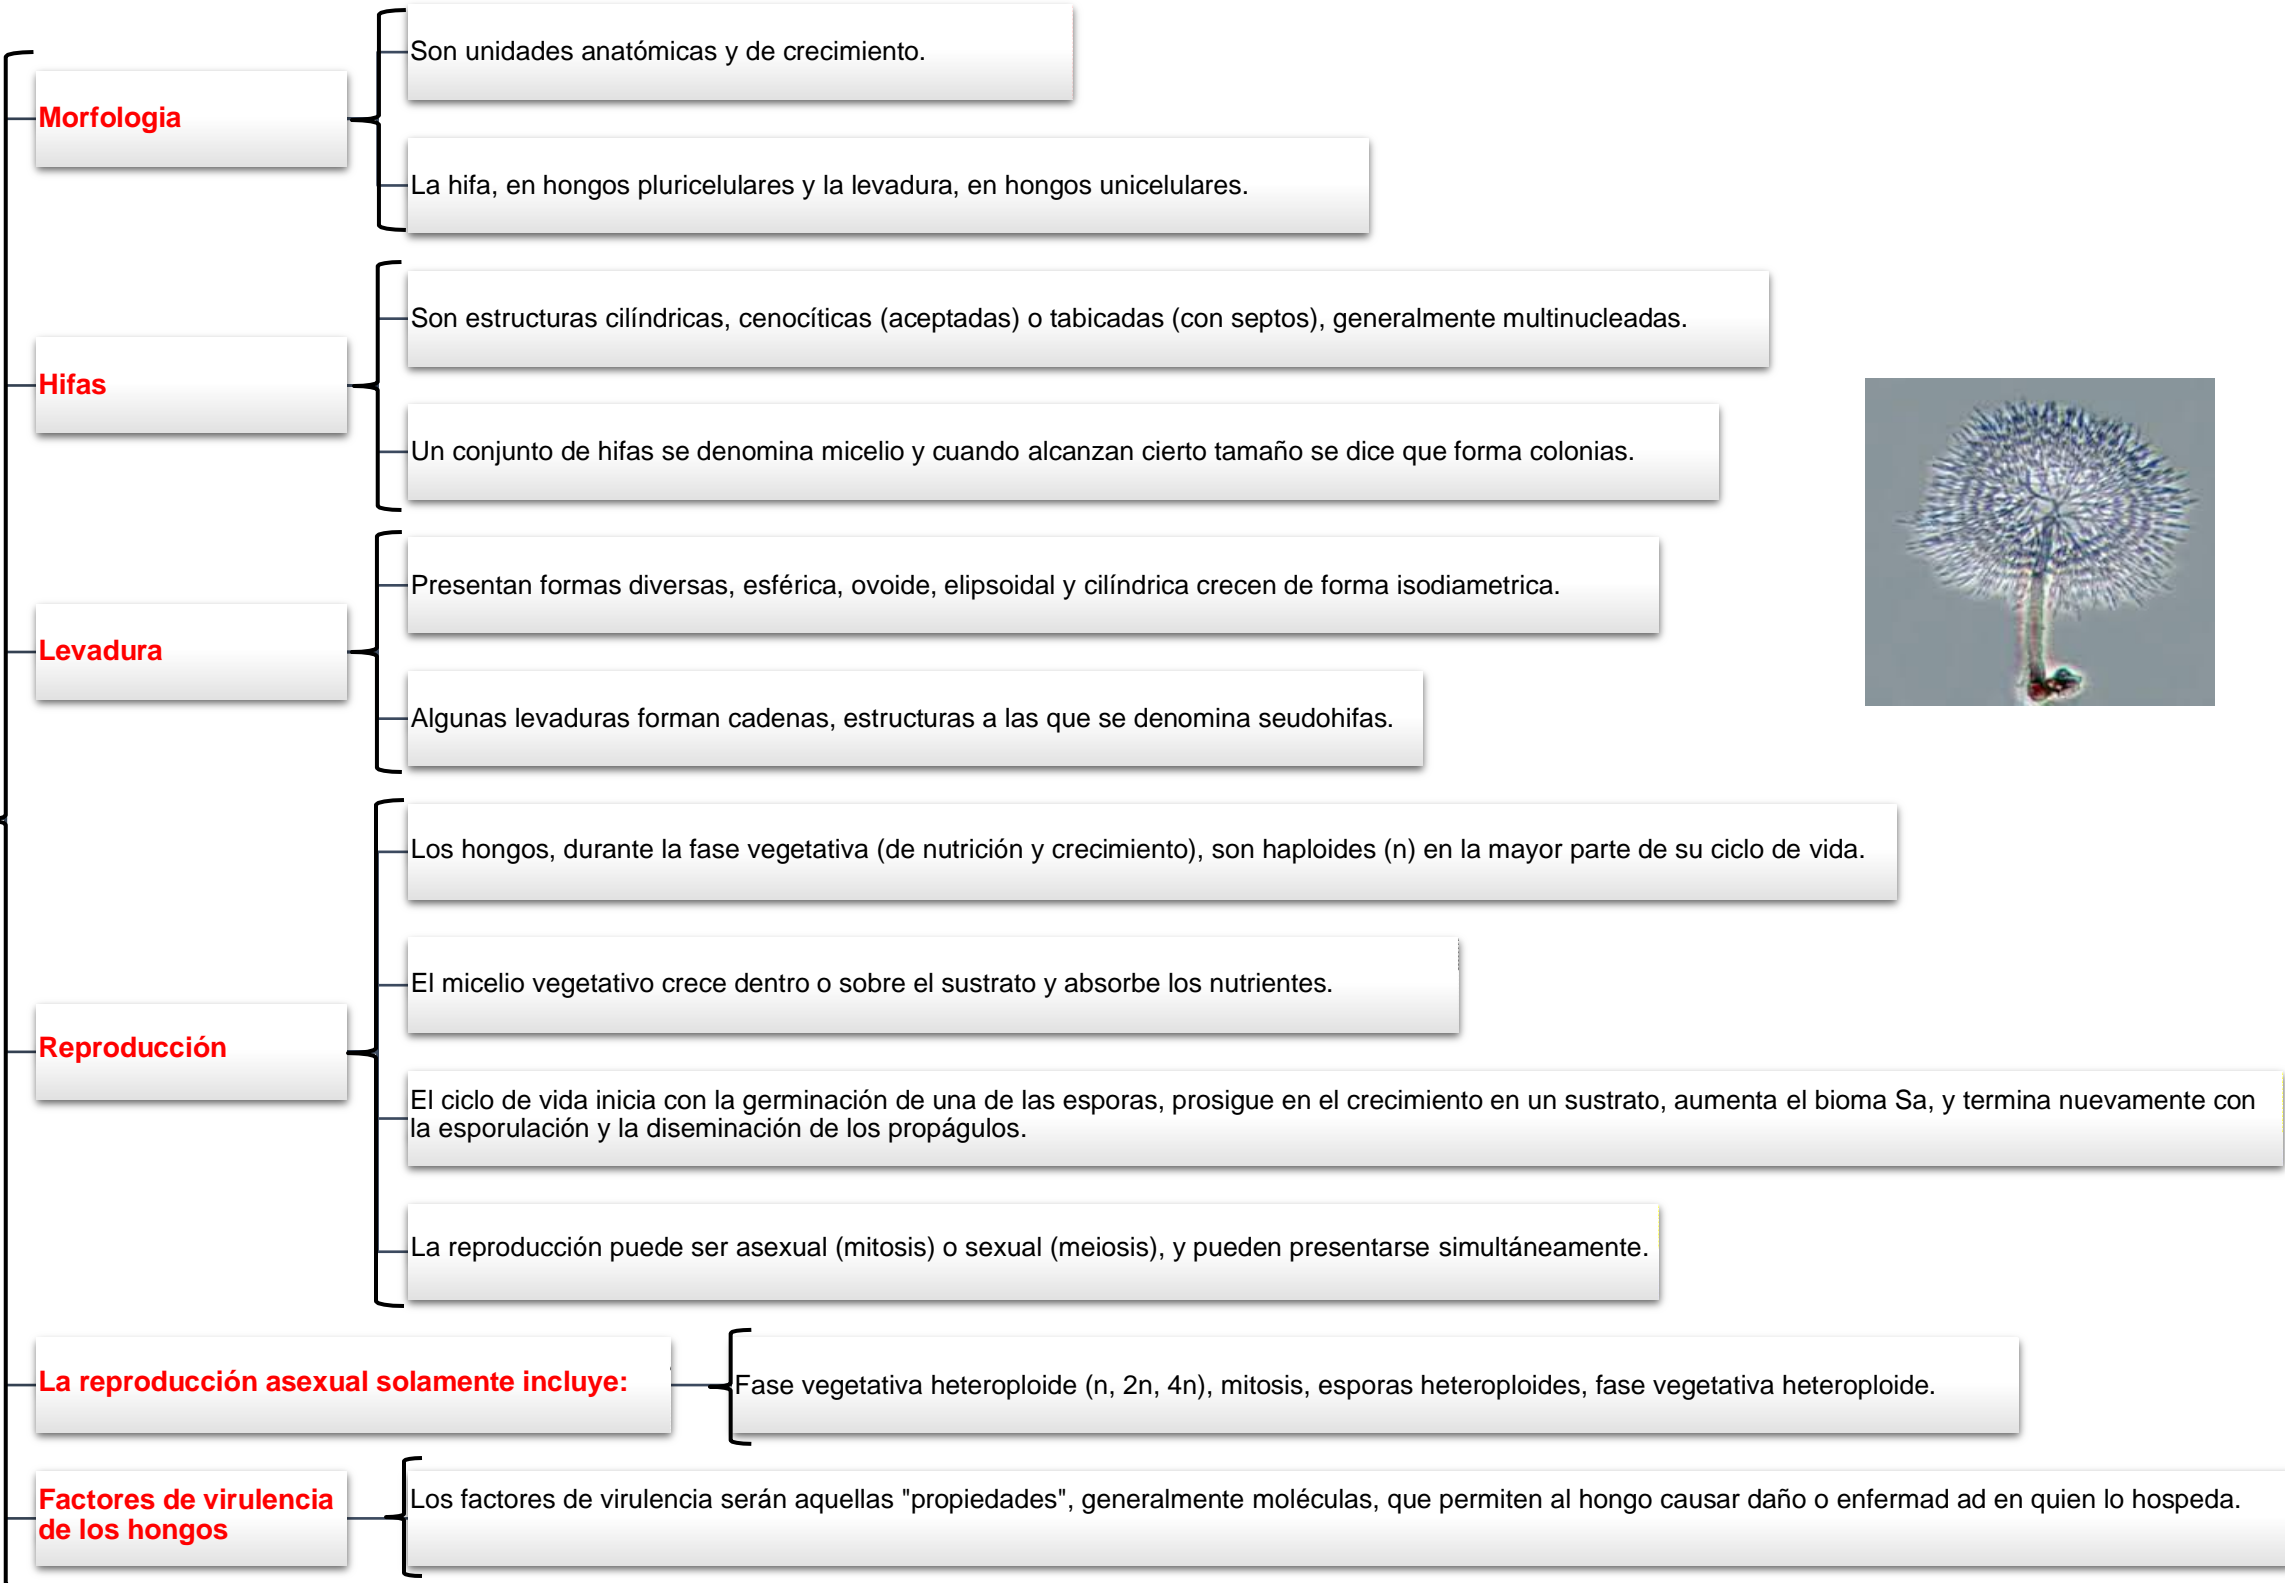 Morfologia
Son unidades anatómicas y de crecimiento.
La hifa, en hongos pluricelulares y la levadura, en hongos unicelulares.
Hifas
Son estructuras cilíndricas, cenocíticas (aceptadas) o tabicadas (con septos), generalmente multinucleadas.
Un conjunto de hifas se denomina micelio y cuando alcanzan cierto tamaño se dice que forma colonias.
Levadura
Presentan formas diversas, esférica, ovoide, elipsoidal y cilíndrica crecen de forma isodiametrica.
Algunas levaduras forman cadenas, estructuras a las que se denomina seudohifas.
Reproducción
Los hongos, durante la fase vegetativa (de nutrición y crecimiento), son haploides (n) en la mayor parte de su ciclo de vida.
El micelio vegetativo crece dentro o sobre el sustrato y absorbe los nutrientes.
El ciclo de vida inicia con la germinación de una de las esporas, prosigue en el crecimiento en un sustrato, aumenta el bioma Sa, y termina nuevamente con
la esporulación y la diseminación de los propágulos.
La reproducción puede ser asexual (mitosis) o sexual (meiosis), y pueden presentarse simultáneamente.
La reproducción asexual solamente incluye:
Fase vegetativa heteroploide (n, 2n, 4n), mitosis, esporas heteroploides, fase vegetativa heteroploide.
Factores de virulencia
de los hongos
Los factores de virulencia serán aquellas "propiedades", generalmente moléculas, que permiten al hongo causar daño o enfermad ad en quien lo hospeda.